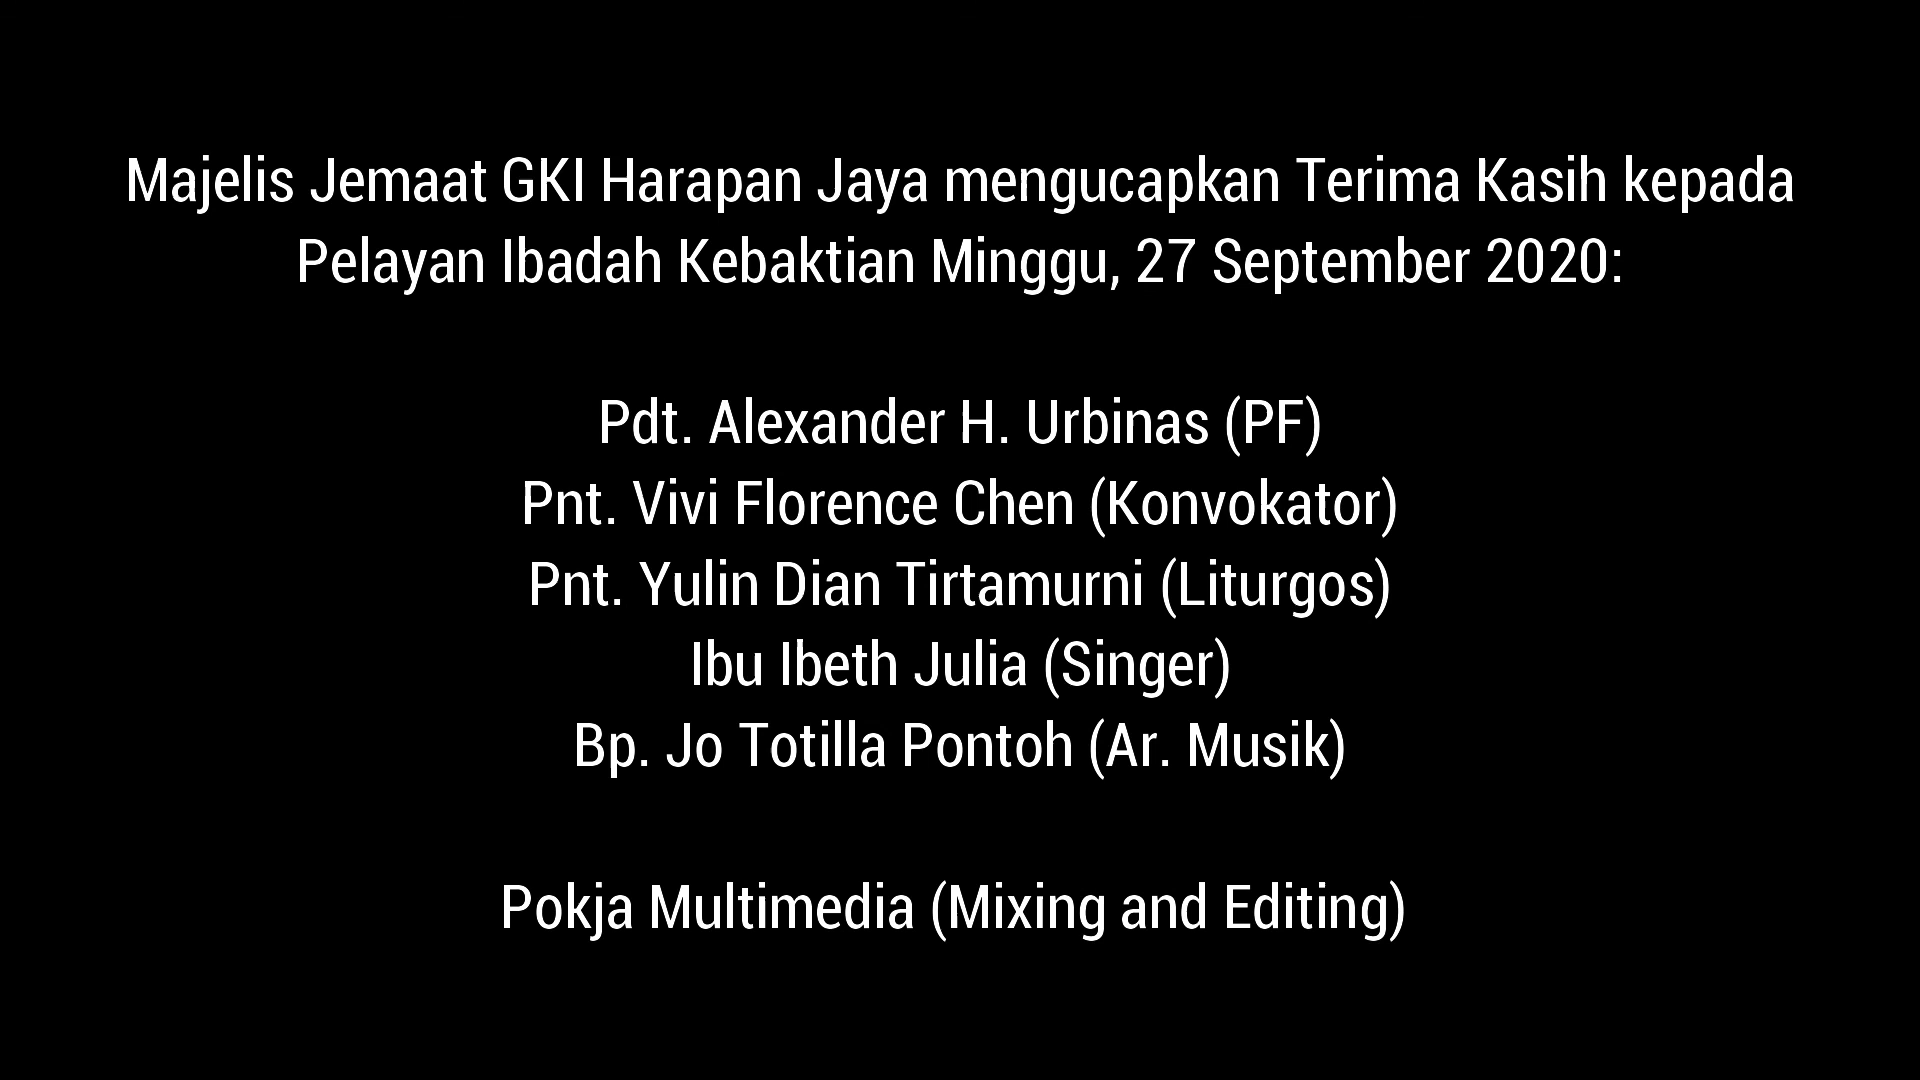 Majelis Jemaat GKI Harapan Jaya mengucapkan Terima Kasih kepada
Pelayan Ibadah Kebaktian Minggu, 27 September 2020:
Pdt. Alexander H. Urbinas (PF)
Pnt. Vivi Florence Chen (Konvokator)
Pnt. Yulin Dian Tirtamurni (Liturgos)
Ibu Ibeth Julia (Singer)
Bp. Jo Totilla Pontoh (Ar. Musik)
Pokja Multimedia (Mixing and Editing)